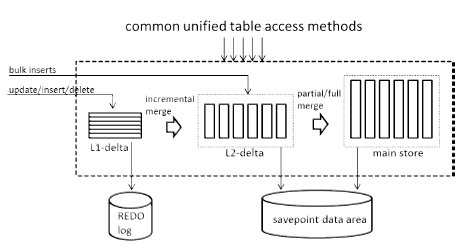 common unified table access methods
bulk inserts
update/insert/delete
incremental
merge
partial/full
merge
L1-delta
L2-delta
main store
REDO
log
savepoint data area